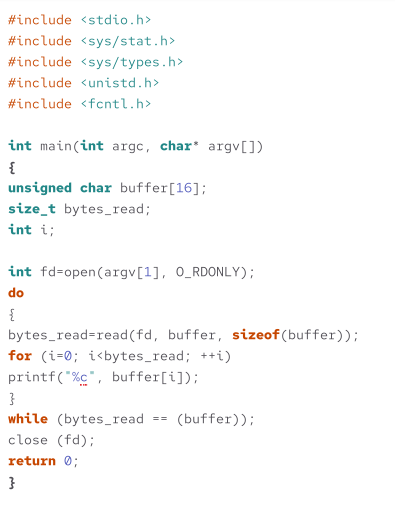 #include <stdio.h>
#include <sys/stat.h>
#include <sys/types.h>
#include <unistd.h>
#include <fcntl.h>
int main(int argc, char* argv[])
{
unsigned char buffer[16];
size_t bytes_read;
int i;
int fd=open(argv[1], O_RDONLY);
do
{
bytes_read=read(fd, buffer, sizeof(buffer));
for (i=0; i<bytes_read; ++i)
printf("%c", buffer[i]);
}
while (bytes_read == (buffer));
close (fd);
return 0;
}